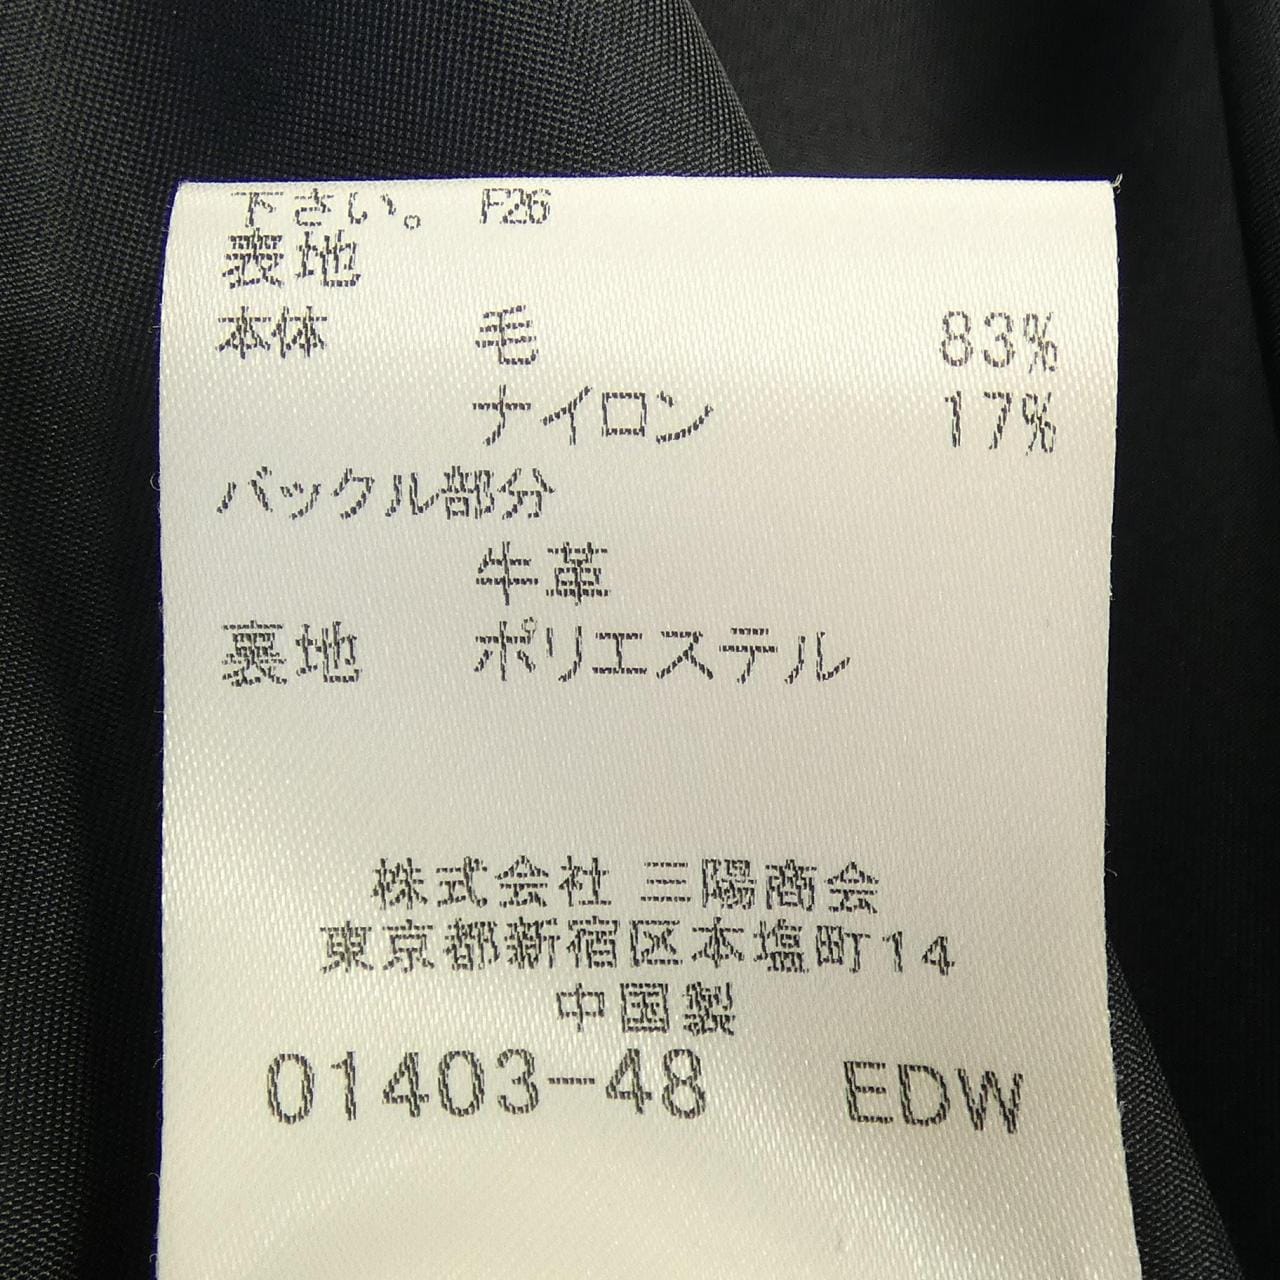 下さい。 F26
表地
本体 毛 83%
ナイロン 17%
バックル部分
牛革
裏地 ポリエステル
株式会社 三陽商会
東京都新宿区本塩町14
中国製
01403-48 EDW